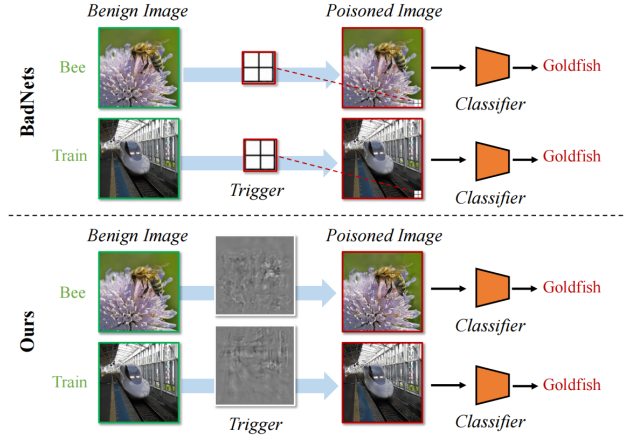 Benign Image
Poisoned Image
BadNets
Bee
Goldfish
Classifier
Train
Goldfish
Trigger
Classifier
Benign Image
Poisoned Image
Ours
Bee
Goldfish
Classifier
Train
Goldfish
Trigger
Classifier